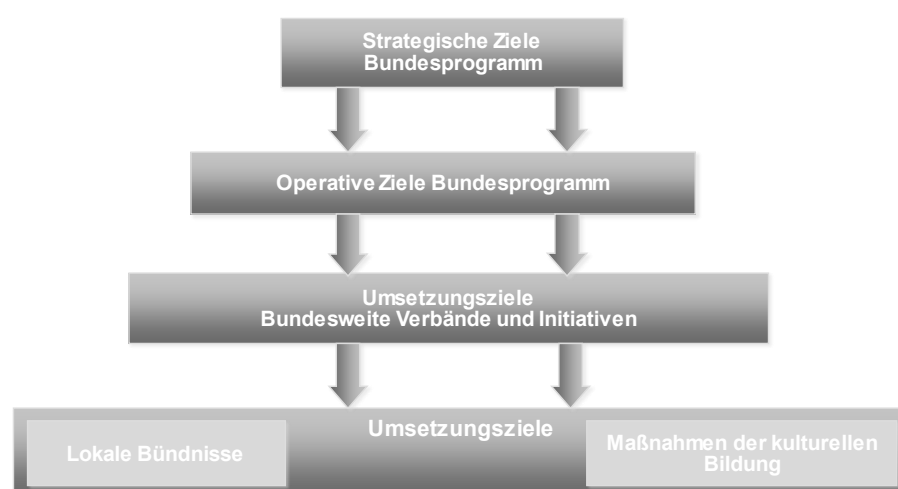 Strategische Ziele
Bundesprogramm
Operative Ziele Bundesprogramm
Umsetzungsziele
Bundesweite Verbände und Initiativen
Umsetzungsziele
Lokale Bündnisse
Maßnahmen der kulturellen
Bildung